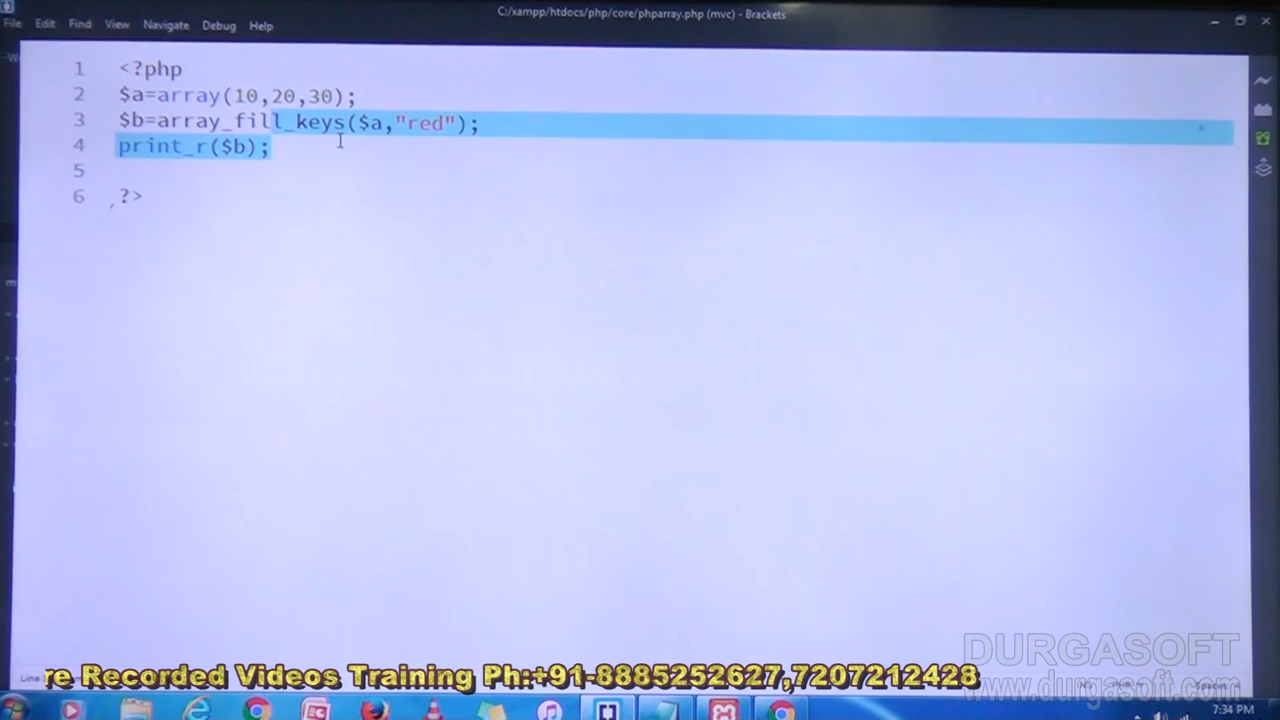 C:/xampp/htdocs/php/core/phparray.php (mvc) - Brackets
File Edit Find View Navigate Debug Help
1 <?php
2 $a=array(10,20,30);
3 $b=array_fill_keys($a,"red");
4 print_r($b);
5
6 ?>
DURGASOFT
www.durgasoft.com
re Recorded Videos Training Ph:+91-8885252627,7207212428
Line
7:34 PM